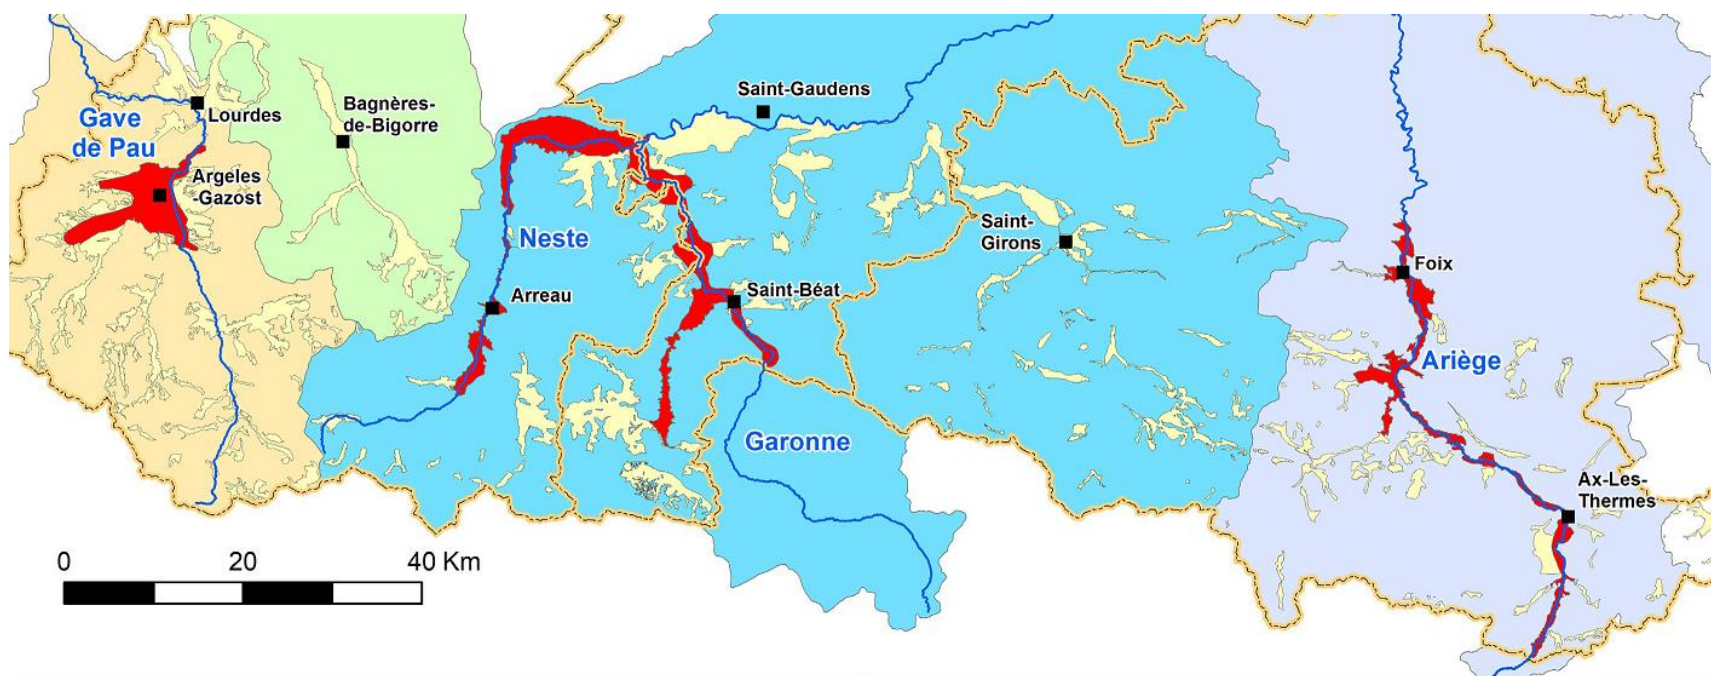 Gave
de Pau
Lourdes
Argeles
-Gazost
Bagnères-
de-Bigorre
Neste
Arreau
Saint-Gaudens
Saint-Béat
Garonne
Saint-
Girons
Foix
Ariège
Ax-Les-
Thermes
0 20 40 Km